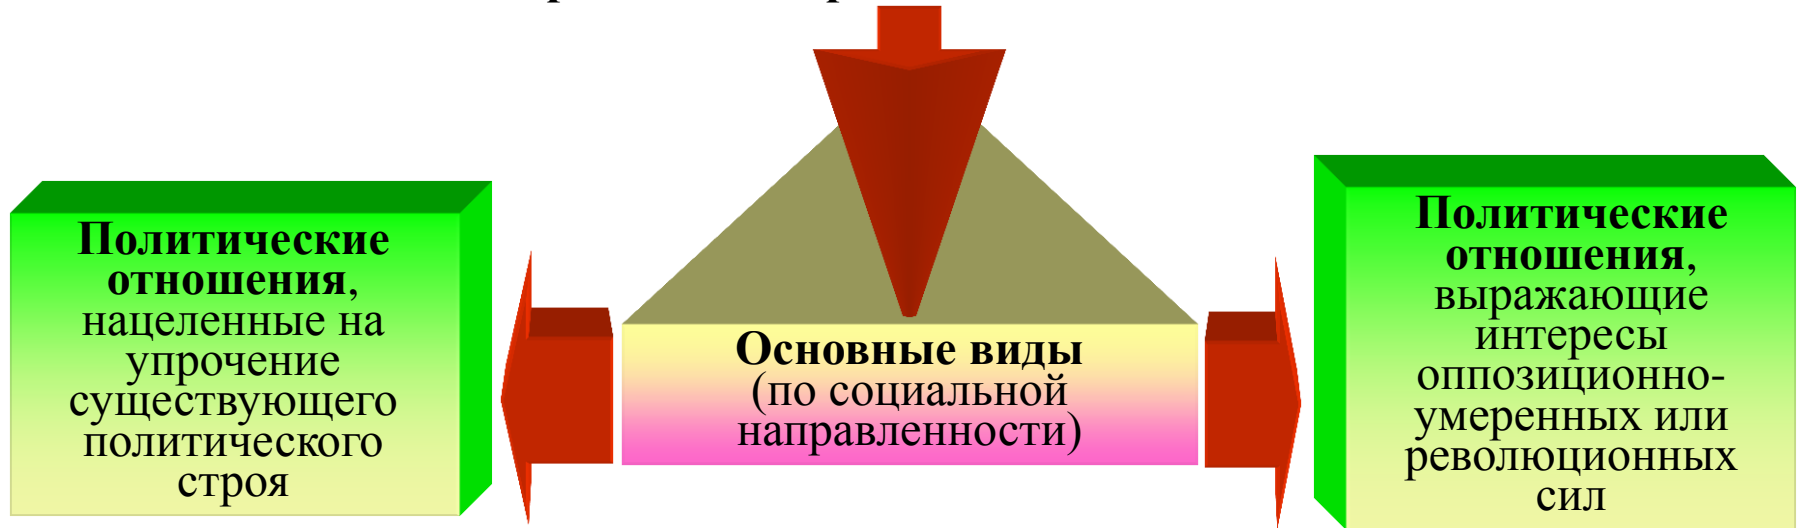 Политические
отношения,
нацеленные на
упрочение
существующего
политического
строя
Основные виды
(по социальной
направленности)
Политические
отношения,
выражающие
интересы
оппозиционно-
умеренных или
революционных
сил